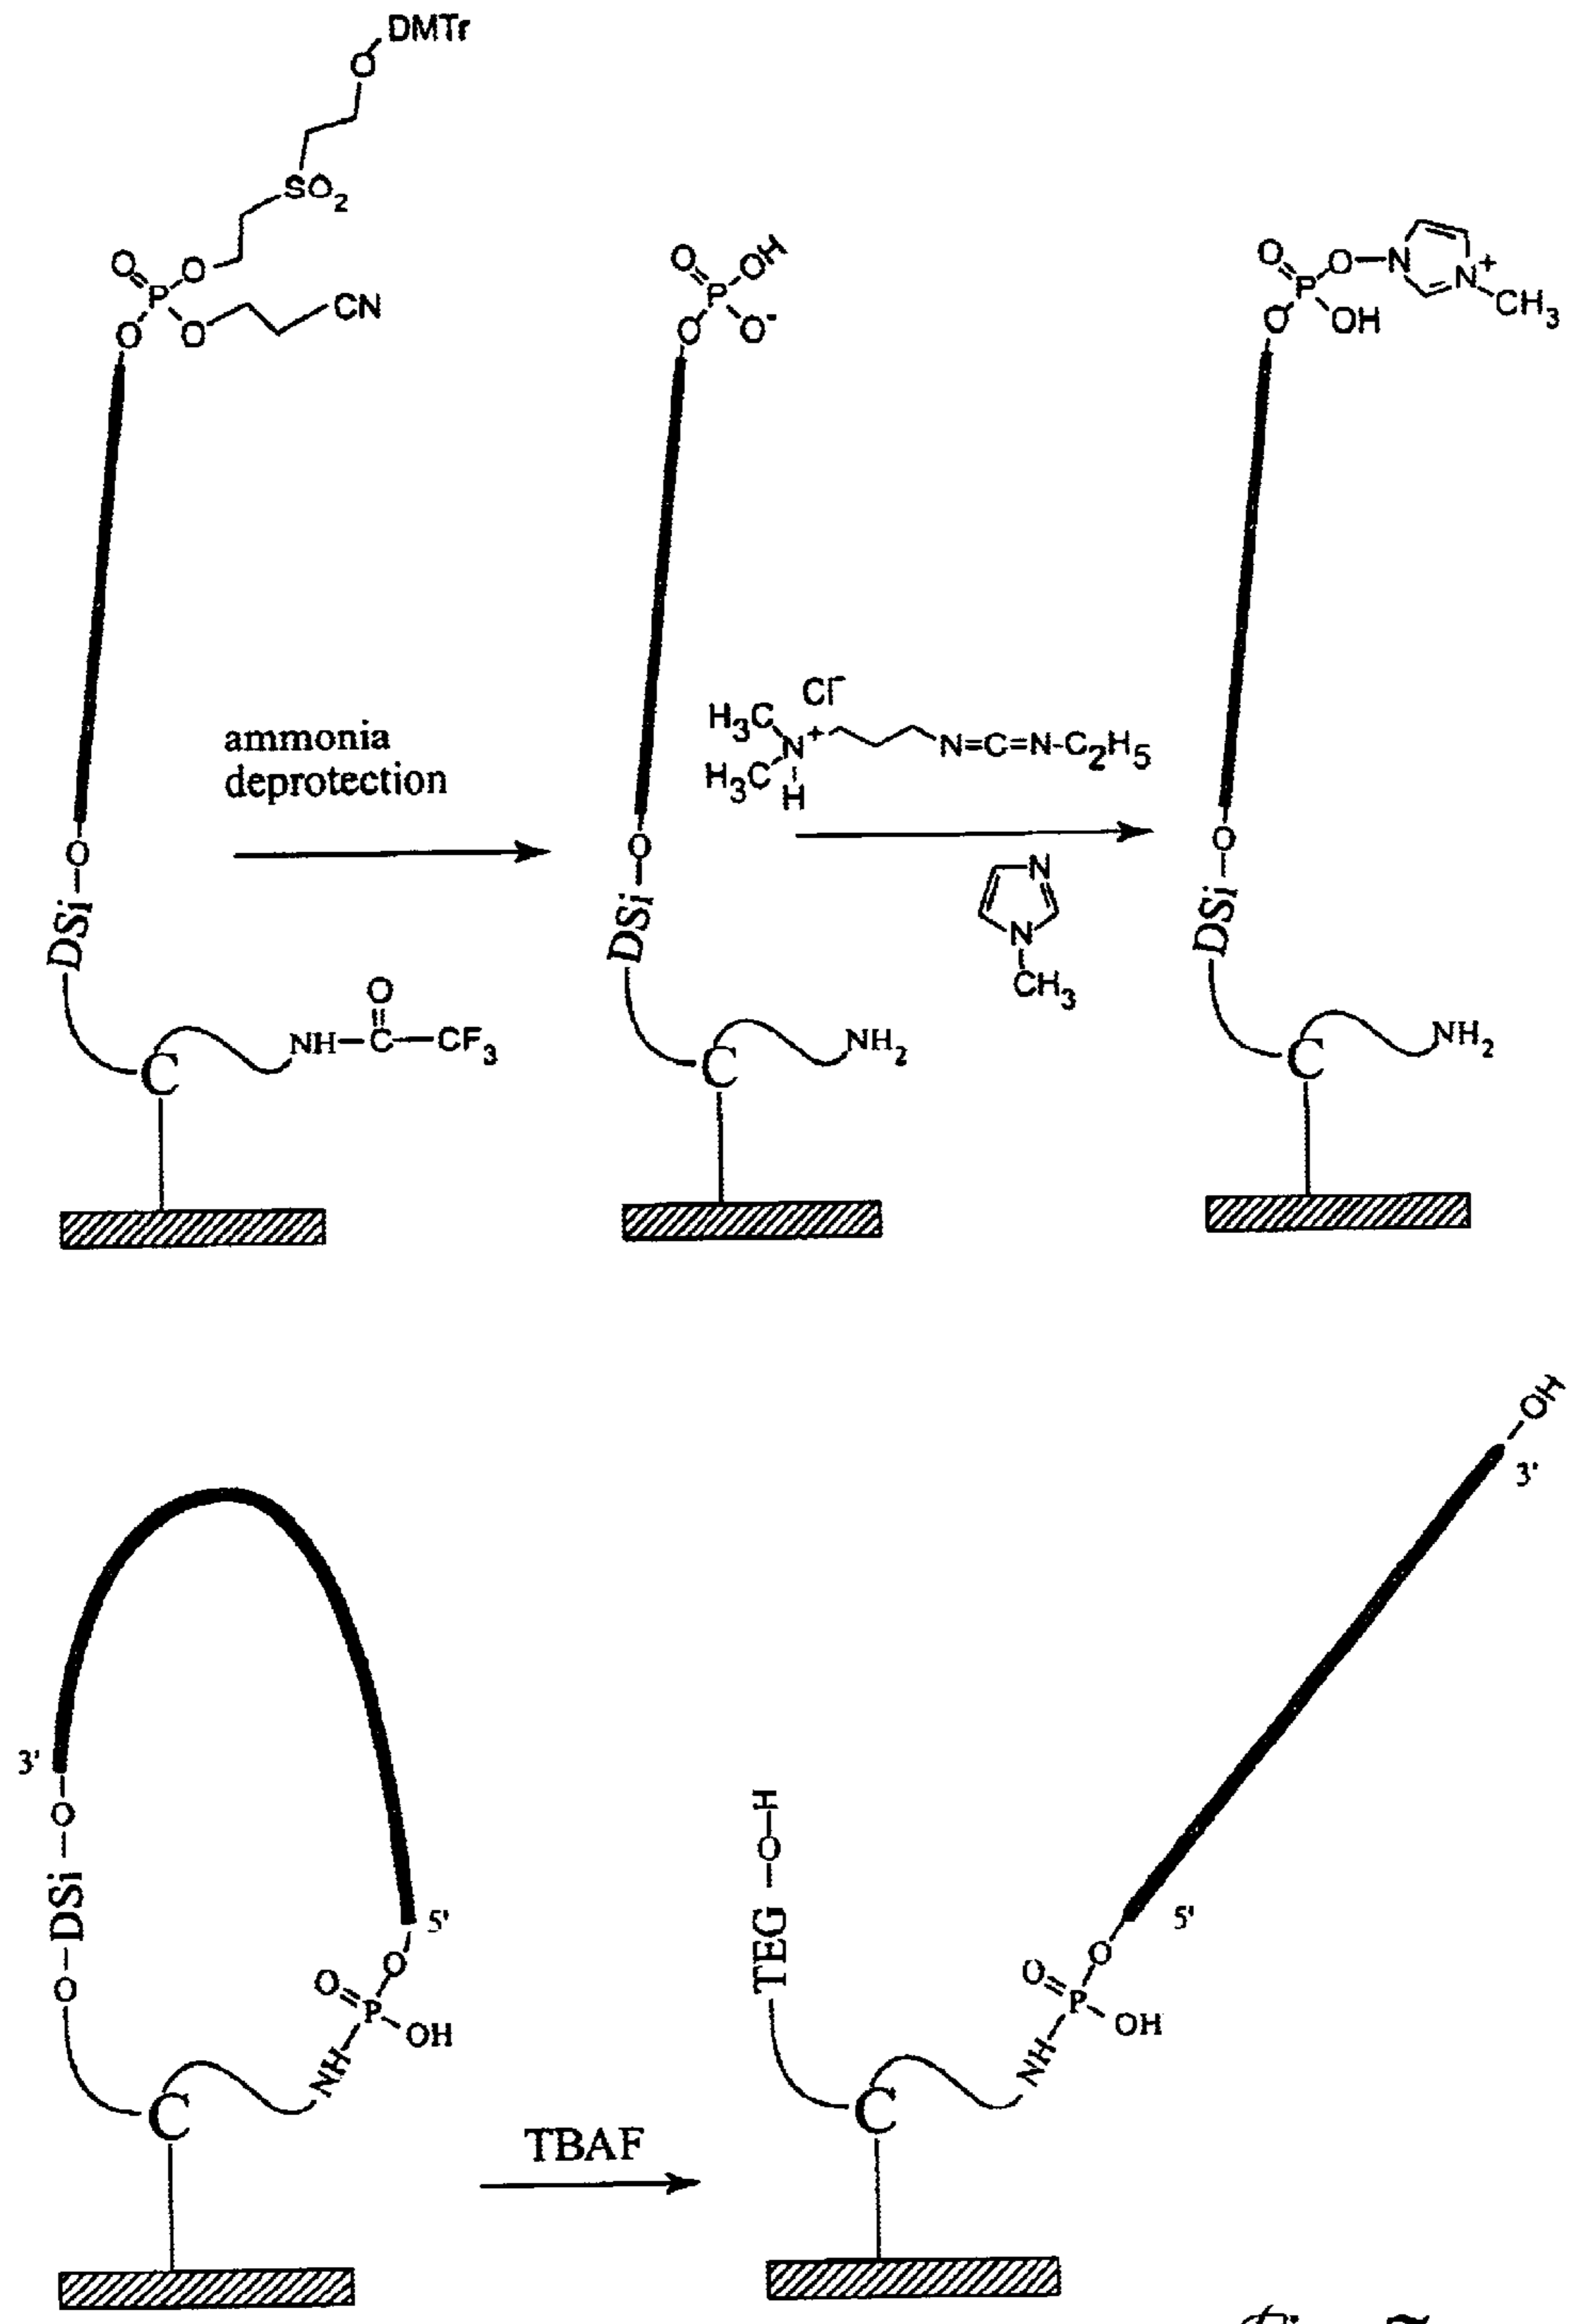 DMTr
O
SO2
O
O
P
O
CN
O
O
OH
P
O
O-
O
O
N
P
N+
CH3
O
OH
ammonia
deprotection
Cl-
H3C
N+
N=C=N-C2H5
H3C
H
N
N
CH3
O
DSi
O
NH-C-CF3
C
O
DSi
NH2
C
O
DSi
NH2
C
OH
3'
3'
O
DSi
O
5'
O
O
P
OH
NH
C
TBAF
H
O
TEG
5'
O
O
P
OH
NH
C